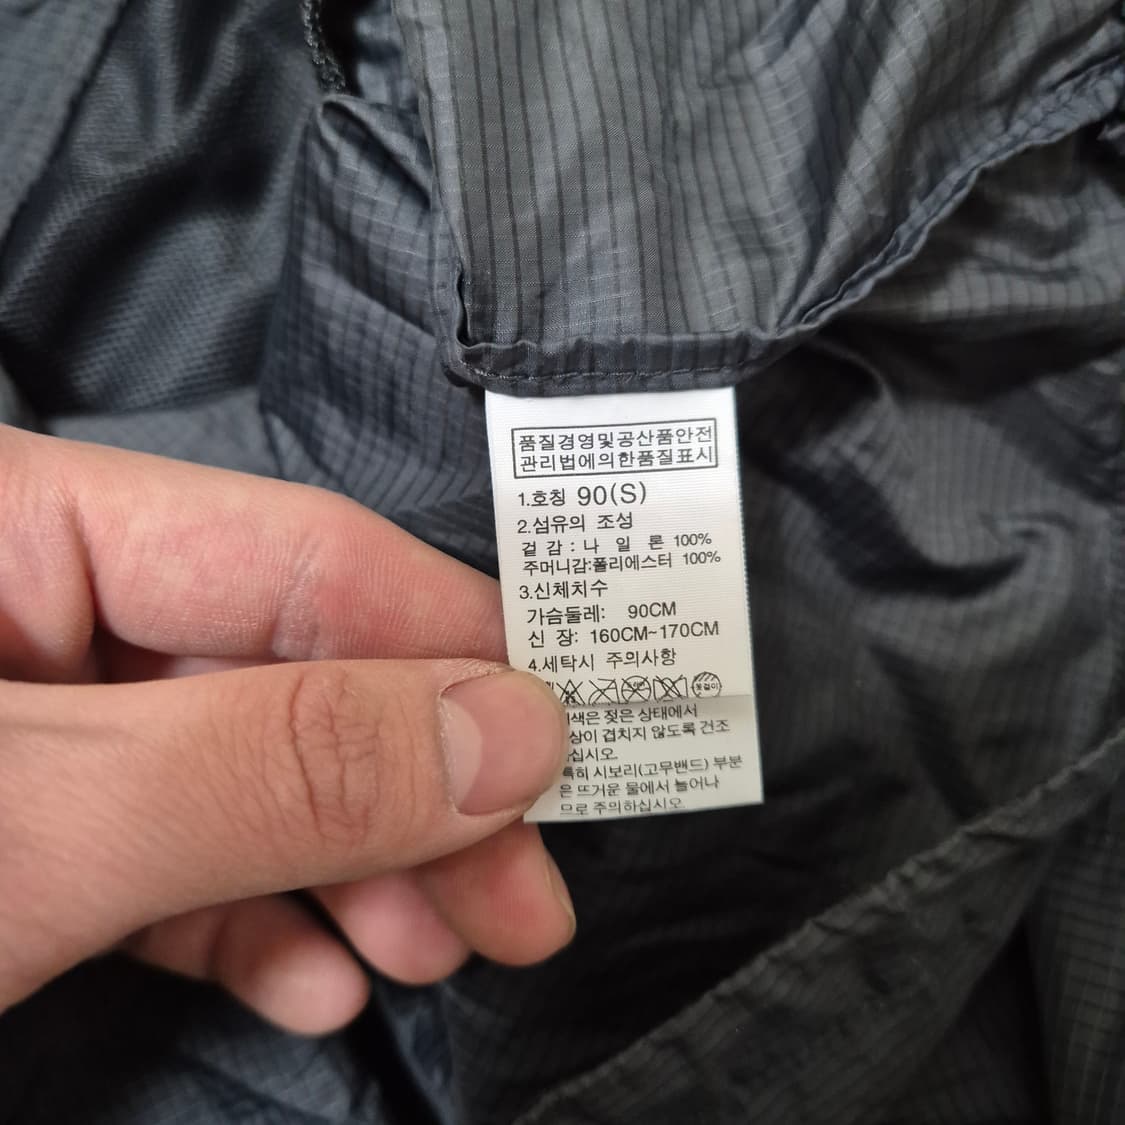 품질경영및공산품안전
관리법에의한품질표시
1.호칭 90(S)
2.섬유의 조성
겉 감 : 나 일 론 100%
주머니감:폴리에스터 100%
3.신체치수
가슴둘레: 90CM
신 장: 160CM~170CM
4.세탁시 주의사항
옷걸이
젖은 상태에서
겹치지 않도록 건조
십시오.
특히 시보리(고무밴드) 부분
은 뜨거운 물에서 늘어나
므로 주의하십시오.